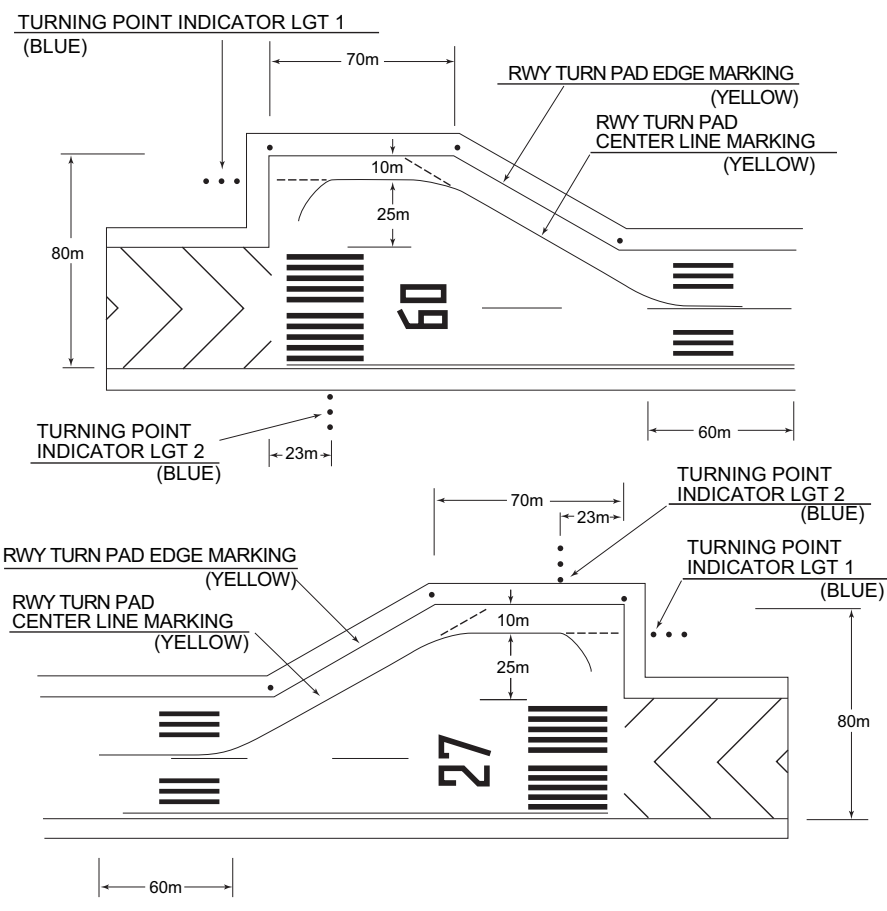 TURNING POINT INDICATOR LGT 1
(BLUE)
70m
RWY TURN PAD EDGE MARKING
(YELLOW)
RWY TURN PAD
CENTER LINE MARKING
(YELLOW)
10m
25m
80m
09
TURNING POINT
INDICATOR LGT 2
(BLUE)
23m
60m
TURNING POINT
INDICATOR LGT 2
(BLUE)
70m
23m
TURNING POINT
INDICATOR LGT 1
(BLUE)
RWY TURN PAD EDGE MARKING
(YELLOW)
RWY TURN PAD
CENTER LINE MARKING
(YELLOW)
10m
25m
80m
27
60m